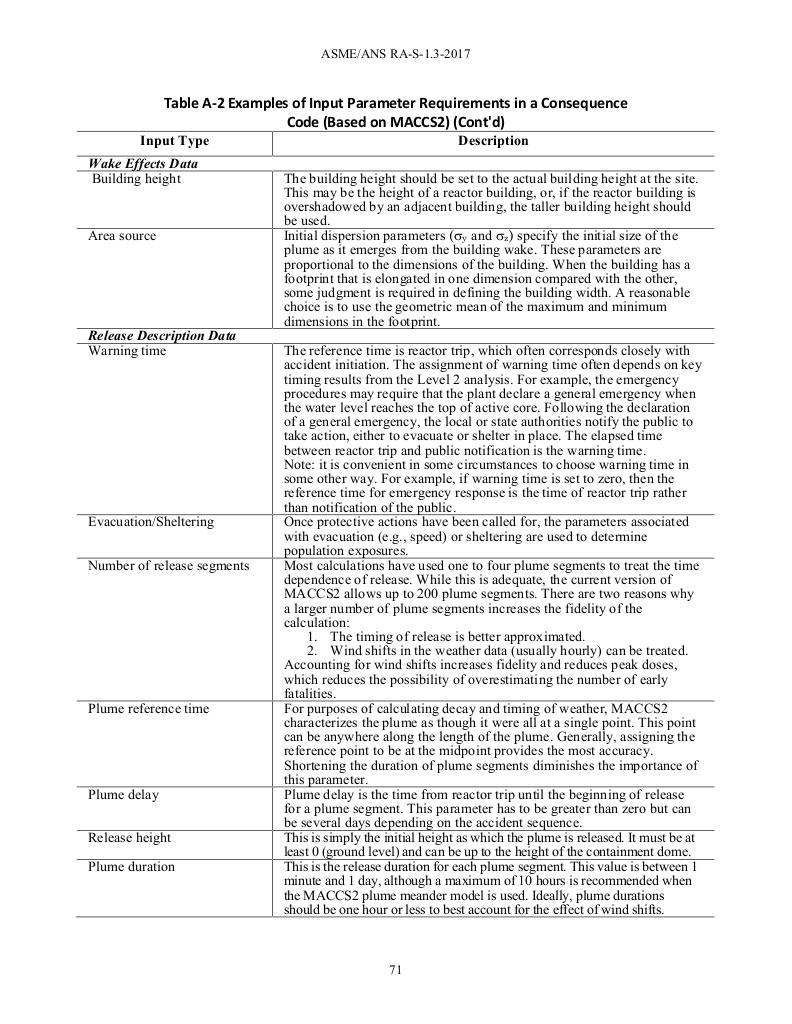 ASME/ANS RA-S-1.3-2017
Table A-2 Examples of Input Parameter Requirements in a Consequence
Code (Based on MACCS2) (Cont'd)
Input Type
Description
Wake Effects Data
Building height
The building height should be set to the actual building height at the site.
This may be the height of a reactor building, or, if the reactor building is
overshadowed by an adjacent building, the taller building height should
be used.
Area source
Initial dispersion parameters (σy and σz) specify the initial size of the
plume as it emerges from the building wake. These parameters are
proportional to the dimensions of the building. When the building has a
footprint that is elongated in one dimension compared with the other,
some judgment is required in defining the building width. A reasonable
choice is to use the geometric mean of the maximum and minimum
dimensions in the footprint.
Release Description Data
Warning time
The reference time is reactor trip, which often corresponds closely with
accident initiation. The assignment of warning time often depends on key
timing results from the Level 2 analysis. For example, the emergency
procedures may require that the plant declare a general emergency when
the water level reaches the top of active core. Following the declaration
of a general emergency, the local or state authorities notify the public to
take action, either to evacuate or shelter in place. The elapsed time
between reactor trip and public notification is the warning time.
Note: it is convenient in some circumstances to choose warning time in
some other way. For example, if warning time is set to zero, then the
reference time for emergency response is the time of reactor trip rather
than notification of the public.
Evacuation/Sheltering
Once protective actions have been called for, the parameters associated
with evacuation (e.g., speed) or sheltering are used to determine
population exposures.
Number of release segments
Most calculations have used one to four plume segments to treat the time
dependence of release. While this is adequate, the current version of
MACCS2 allows up to 200 plume segments. There are two reasons why
a larger number of plume segments increases the fidelity of the
calculation:
1. The timing of release is better approximated.
2. Wind shifts in the weather data (usually hourly) can be treated.
Accounting for wind shifts increases fidelity and reduces peak doses,
which reduces the possibility of overestimating the number of early
fatalities.
Plume reference time
For purposes of calculating decay and timing of weather, MACCS2
characterizes the plume as though it were all at a single point. This point
can be anywhere along the length of the plume. Generally, assigning the
reference point to be at the midpoint provides the most accuracy.
Shortening the duration of plume segments diminishes the importance of
this parameter.
Plume delay
Plume delay is the time from reactor trip until the beginning of release
for a plume segment. This parameter has to be greater than zero but can
be several days depending on the accident sequence.
Release height
This is simply the initial height as which the plume is released. It must be at
least 0 (ground level) and can be up to the height of the containment dome.
Plume duration
This is the release duration for each plume segment. This value is between 1
minute and 1 day, although a maximum of 10 hours is recommended when
the MACCS2 plume meander model is used. Ideally, plume durations
should be one hour or less to best account for the effect of wind shifts.
71